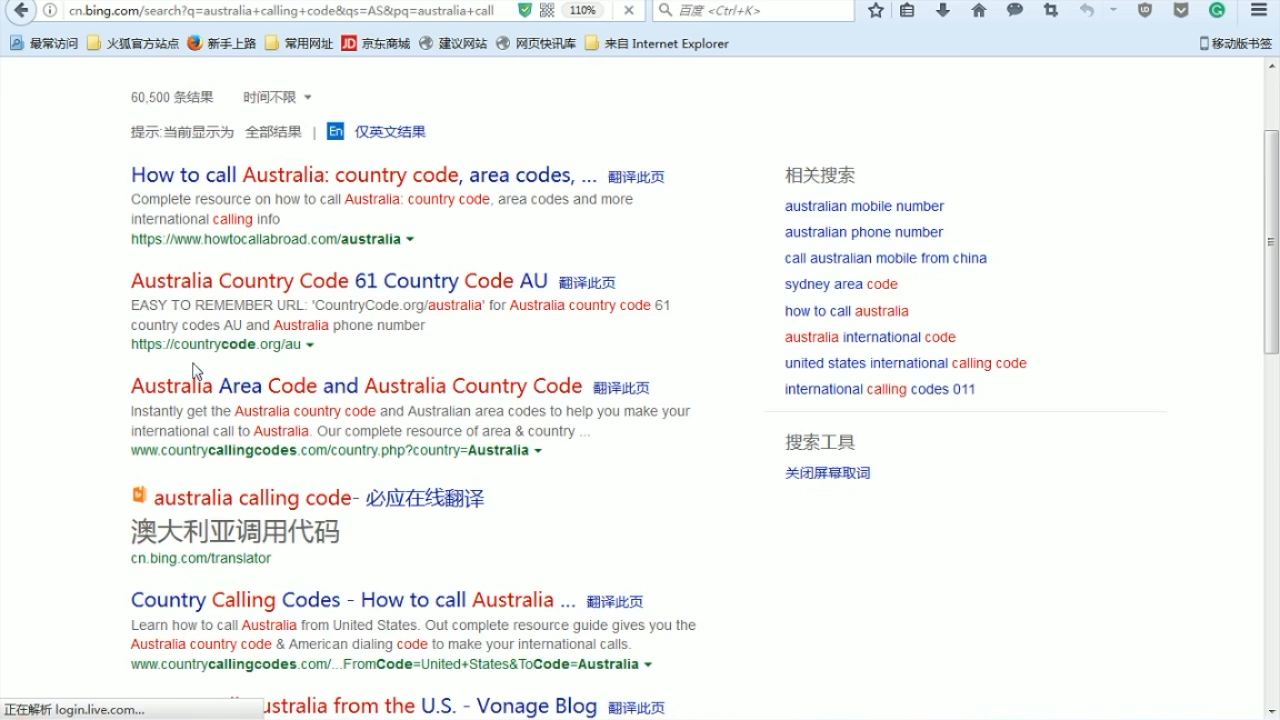 cn.bing.com/search?q=australia+calling+code&qs=AS&pq=australia+call
110%
百度 <Ctrl+K>
最常访问 火狐官方站点 新手上路 常用网址 JD 京东商城 建议网站 网页快讯库 来自 Internet Explorer 移动版书签
60,500 条结果 时间不限
提示:当前显示为 全部结果 | En 仅英文结果
How to call Australia: country code, area codes, ... 翻译此页
Complete resource on how to call Australia: country code, area codes and more
international calling info
https://www.howtocallabroad.com/australia
Australia Country Code 61 Country Code AU 翻译此页
EASY TO REMEMBER URL: 'CountryCode.org/australia' for Australia country code 61
country codes AU and Australia phone number
https://countrycode.org/au
Australia Area Code and Australia Country Code 翻译此页
Instantly get the Australia country code and Australian area codes to help you make your
international call to Australia. Our complete resource of area & country ...
www.countrycallingcodes.com/country.php?country=Australia
australia calling code- 必应在线翻译
澳大利亚调用代码
cn.bing.com/translator
Country Calling Codes - How to call Australia ... 翻译此页
Learn how to call Australia from United States. Out complete resource guide gives you the
Australia country code & American dialing code to make your international calls.
www.countrycallingcodes.com/...FromCode=United+States&ToCode=Australia
ustralia from the U.S. - Vonage Blog 翻译此页
相关搜索
australian mobile number
australian phone number
call australian mobile from china
sydney area code
how to call australia
australia international code
united states international calling code
international calling codes 011
搜索工具
关闭屏幕取词
正在解析 login.live.com...